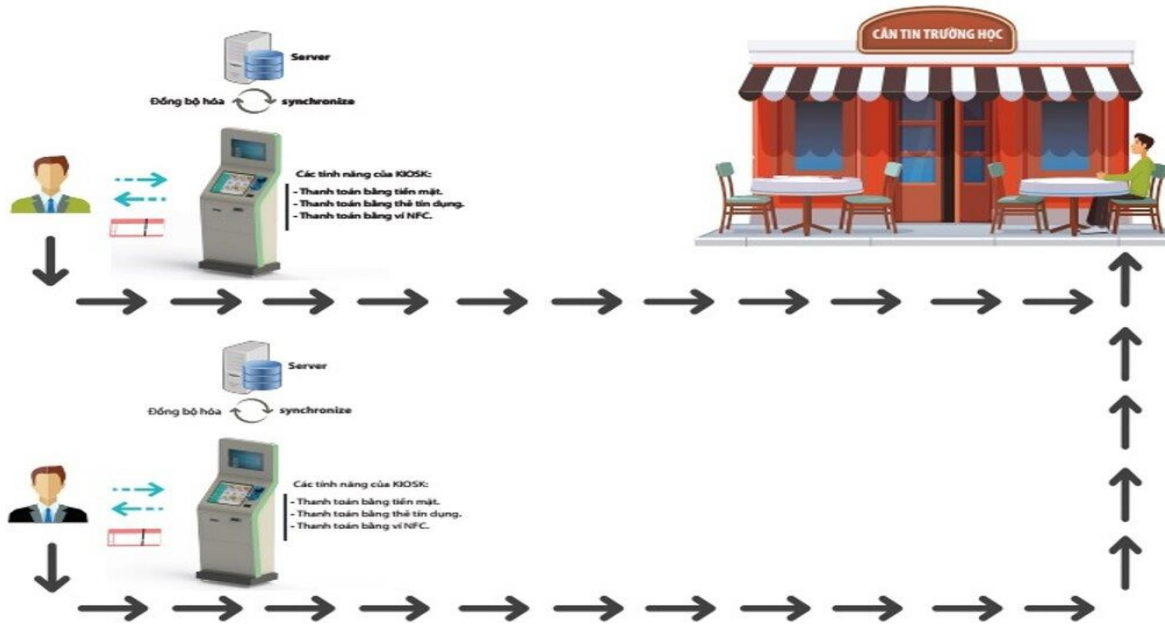 CĂN TIN TRƯỜNG HỌC
Server
Đồng bộ hóa synchronize
Các tính năng của KIOSK:
- Thanh toán bằng tiền mặt.
- Thanh toán bằng thẻ tín dụng.
- Thanh toán bằng ví NFC.
Server
Đồng bộ hóa synchronize
Các tính năng của KIOSK:
- Thanh toán bằng tiền mặt.
- Thanh toán bằng thẻ tín dụng.
- Thanh toán bằng ví NFC.